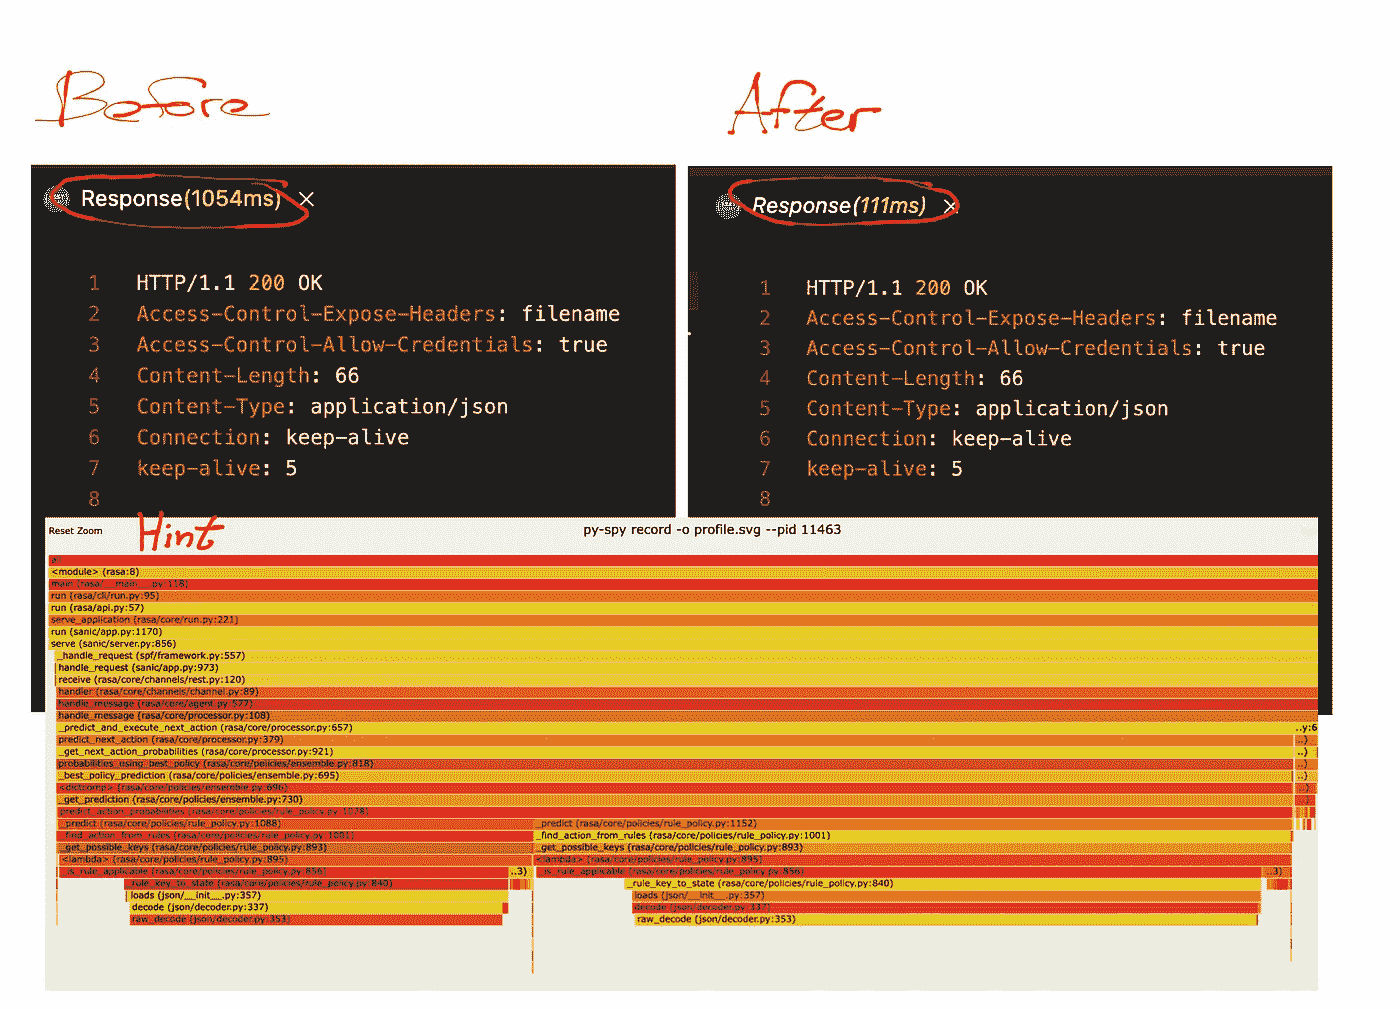 Before
After
Response(1054ms) ×
1 HTTP/1.1 200 OK
2 Access-Control-Expose-Headers: filename
3 Access-Control-Allow-Credentials: true
4 Content-Length: 66
5 Content-Type: application/json
6 Connection: keep-alive
7 keep-alive: 5
8
Response(111ms) ×
1 HTTP/1.1 200 OK
2 Access-Control-Expose-Headers: filename
3 Access-Control-Allow-Credentials: true
4 Content-Length: 66
5 Content-Type: application/json
6 Connection: keep-alive
7 keep-alive: 5
8
Hint
Reset Zoom
py-spy record -o profile.svg --pid 11463
<module> (rasa:8)
main (rasa/__main__.py:118)
run (rasa/cli/run.py:95)
run (rasa/api.py:57)
serve_application (rasa/core/run.py:221)
run (sanic/app.py:1170)
serve (sanic/server.py:856)
_handle_request (spf/framework.py:557)
handle_request (sanic/app.py:973)
receive (rasa/core/channels/rest.py:120)
handler (rasa/core/channels/channel.py:89)
handle_message (rasa/core/agent.py:577)
handle_message (rasa/core/processor.py:108)
_predict_and_execute_next_action (rasa/core/processor.py:657) ..y:6
predict_next_action (rasa/core/processor.py:379) ..)
_get_next_action_probabilities (rasa/core/processor.py:921) ..)
probabilities_using_best_policy (rasa/core/policies/ensemble.py:818) ..)
_best_policy_prediction (rasa/core/policies/ensemble.py:695) ..)
<dictcomp> (rasa/core/policies/ensemble.py:696) ..)
_get_prediction (rasa/core/policies/ensemble.py:730) ..)
predict_action_probabilities (rasa/core/policies/rule_policy.py:1078)
_predict (rasa/core/policies/rule_policy.py:1088) _predict (rasa/core/policies/rule_policy.py:1152)
_find_action_from_rules (rasa/core/policies/rule_policy.py:1001) _find_action_from_rules (rasa/core/policies/rule_policy.py:1001)
_get_possible_keys (rasa/core/policies/rule_policy.py:893) _get_possible_keys (rasa/core/policies/rule_policy.py:893)
<lambda> (rasa/core/policies/rule_policy.py:895) <lambda> (rasa/core/policies/rule_policy.py:895)
_is_rule_applicable (rasa/core/policies/rule_policy.py:856) ..3) _is_rule_applicable (rasa/core/policies/rule_policy.py:856) ..3)
_rule_key_to_state (rasa/core/policies/rule_policy.py:840) _rule_key_to_state (rasa/core/policies/rule_policy.py:840)
loads (json/__init__.py:357) loads (json/__init__.py:357)
decode (json/decoder.py:337) decode (json/decoder.py:337)
raw_decode (json/decoder.py:353) raw_decode (json/decoder.py:353)